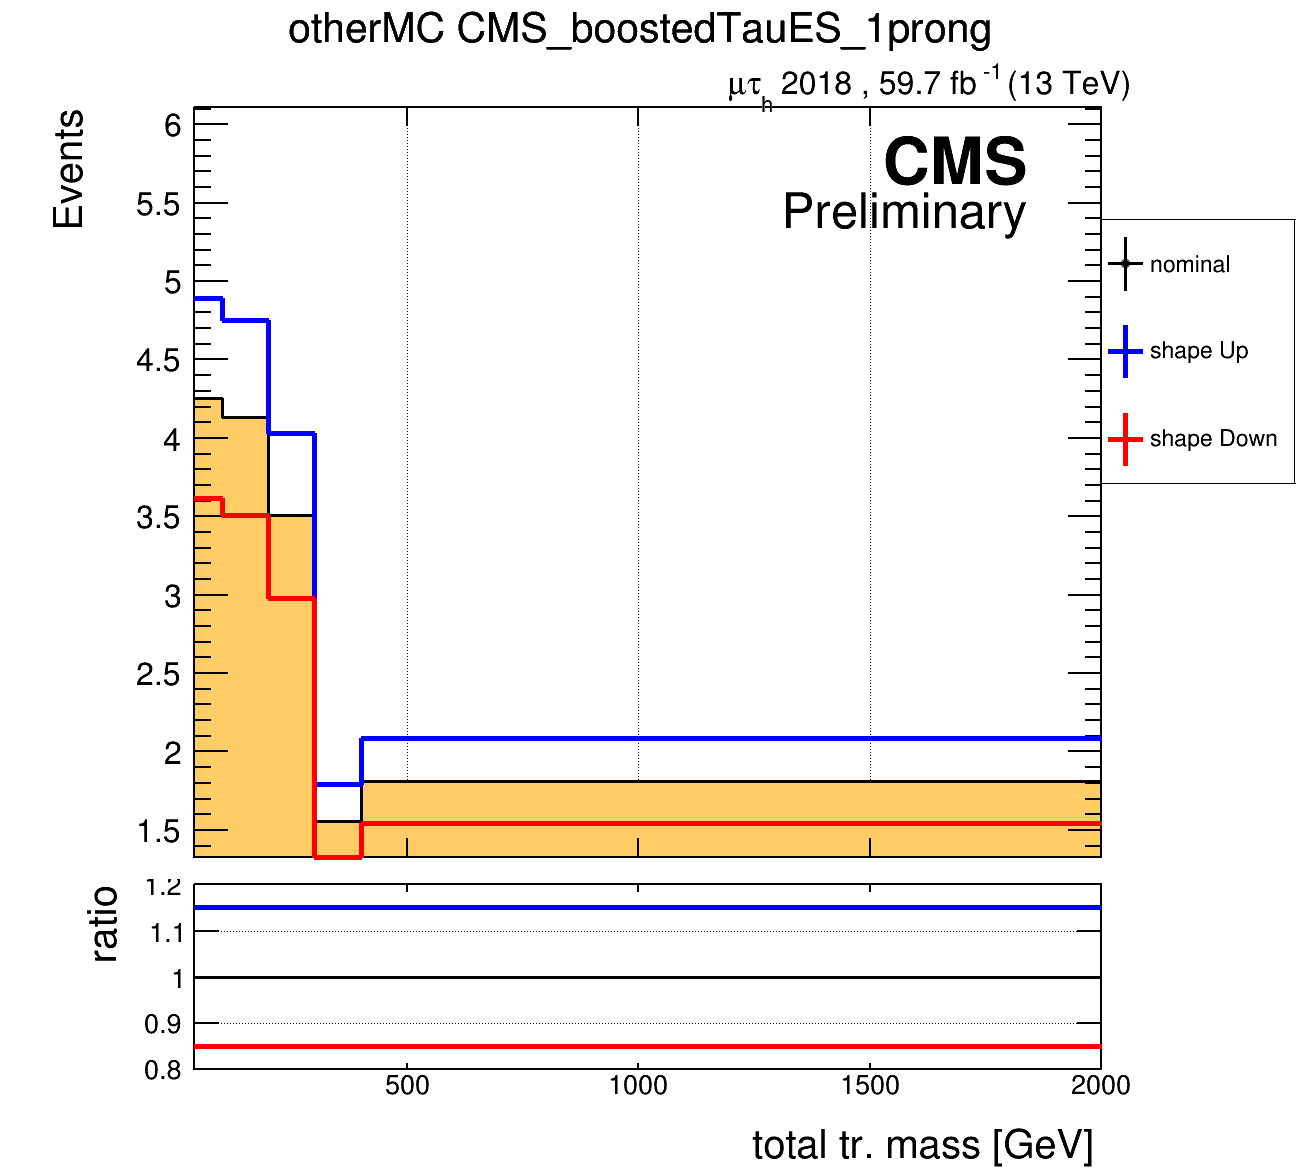 otherMC CMS_boostedTauES_1prong
μτh 2018 , 59.7 fb-1 (13 TeV)
Events
6
5.5
5
4.5
4
3.5
3
2.5
2
1.5
CMS
Preliminary
nominal
shape Up
shape Down
ratio
1.2
1.1
1
0.9
0.8
500
1000
1500
2000
total tr. mass [GeV]